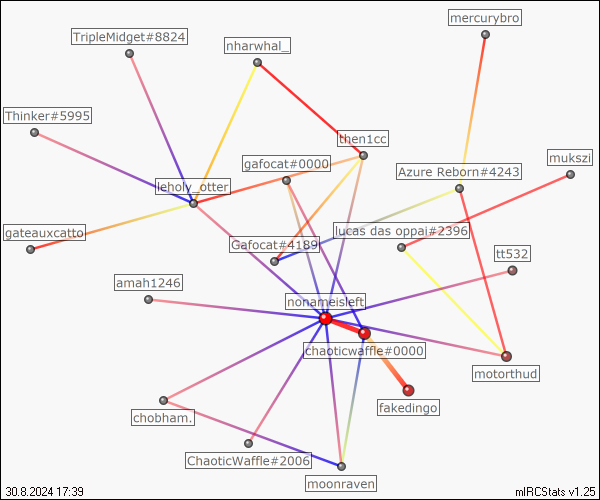 mercurybro
TripleMidget#8824
nharwhal_
Thinker#5995
then1cc
gafocat#0000
mukszi
Azure Reborn#4243
leholy_otter
gateauxcatto
lucas das oppai#2396
Gafocat#4189
tt532
amah1246
nonameisleft
chaoticwaffle#0000
motorthud
fakedingo
chobham.
ChaoticWaffle#2006
moonraven
30.8.2024 17:39
mIRCStats v1.25